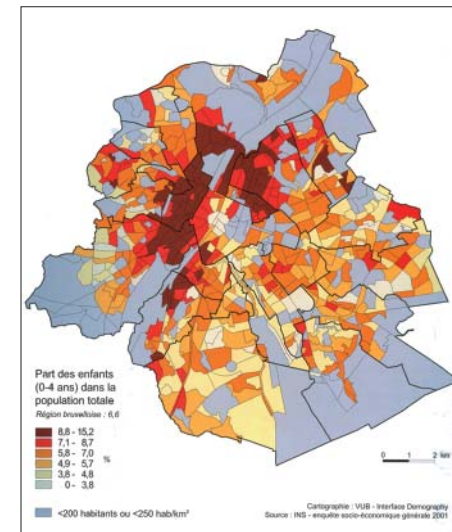 Part des enfants
(0-4 ans) dans la
population totale
Région bruxelloise : 6,6
8,8 - 15,2
7,1 - 8,7
5,8 - 7,0
4,9 - 5,7
%
3,8 - 4,8
0 - 3,8
<200 habitants ou <250 hab/km²
0 1 2 km
Cartographie : VUB - Interface Demography
Source : INS - enquête socio-économique générale 2001